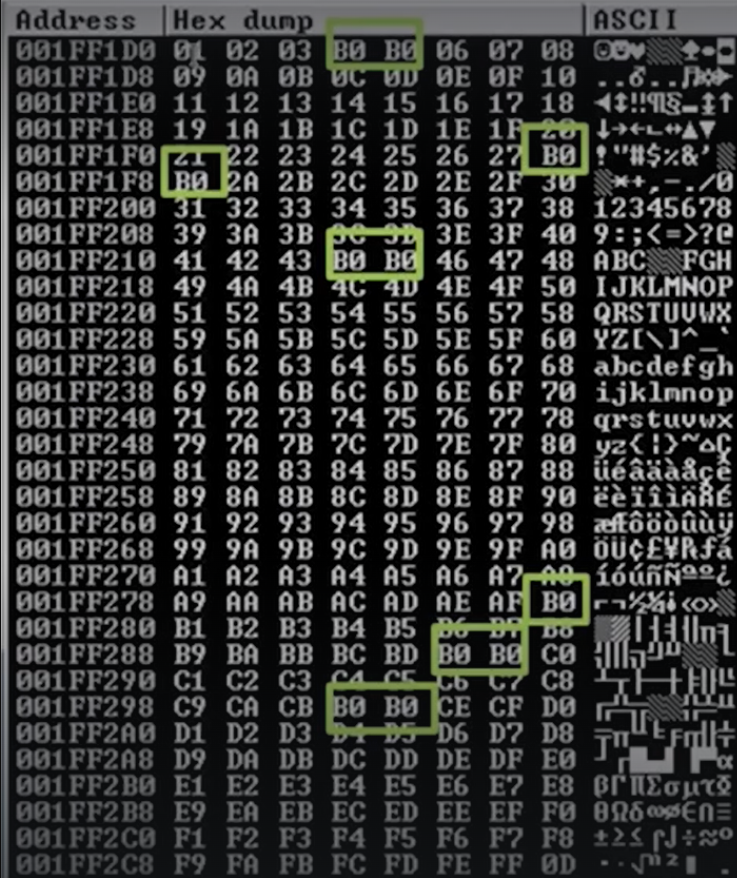 Address Hex dump ASCII
001FF1D0 01 02 03 B0 B0 06 07 08 ☺☻♥░░♠•◘
001FF1D8 09 0A 0B 0C 0D 0E 0F 10 ..♂..♫☼►
001FF1E0 11 12 13 14 15 16 17 18 ◄↕‼¶§▬↨↑
001FF1E8 19 1A 1B 1C 1D 1E 1F 20 ↓→←∟↔▲▼
001FF1F0 21 22 23 24 25 26 27 B0 !"#$%&'░
001FF1F8 B0 2A 2B 2C 2D 2E 2F 30 ░*+,-./0
001FF200 31 32 33 34 35 36 37 38 12345678
001FF208 39 3A 3B 3C 3D 3E 3F 40 9:;<=>?@
001FF210 41 42 43 B0 B0 46 47 48 ABC░░FGH
001FF218 49 4A 4B 4C 4D 4E 4F 50 IJKLMNOP
001FF220 51 52 53 54 55 56 57 58 QRSTUVWX
001FF228 59 5A 5B 5C 5D 5E 5F 60 YZ[\]^_`
001FF230 61 62 63 64 65 66 67 68 abcdefgh
001FF238 69 6A 6B 6C 6D 6E 6F 70 ijklmnop
001FF240 71 72 73 74 75 76 77 78 qrstuvwx
001FF248 79 7A 7B 7C 7D 7E 7F 80 yz{|}~⌂Ç
001FF250 81 82 83 84 85 86 87 88 üéâäàåçê
001FF258 89 8A 8B 8C 8D 8E 8F 90 ëèïîìÄÅÉ
001FF260 91 92 93 94 95 96 97 98 æÆôöòûùÿ
001FF268 99 9A 9B 9C 9D 9E 9F A0 ÖÜ¢£¥₧ƒá
001FF270 A1 A2 A3 A4 A5 A6 A7 A8 íóúñÑªº¿
001FF278 A9 AA AB AC AD AE AF B0 ⌐¬½¼¡«»░
001FF280 B1 B2 B3 B4 B5 B6 B7 B8
001FF288 B9 BA BB BC BD B0 B0 C0
001FF290 C1 C2 C3 C4 C5 C6 C7 C8
001FF298 C9 CA CB B0 B0 CE CF D0
001FF2A0 D1 D2 D3 D6 D7 D8
001FF2A8 D9 DA DB DC DD DE DF E0
001FF2B0 E1 E2 E3 E4 E5 E6 E7 E8 βΓπΣσµτΦ
001FF2B8 E9 EA EB EC ED EE EF F0 θΩδ∞φε∩≡
001FF2C0 F1 F2 F3 F4 F5 F6 F7 F8 ±≥≤⌠⌡÷≈°
001FF2C8 F9 FA FB FC FD FE FF 0D ∙·√ⁿ²■ .